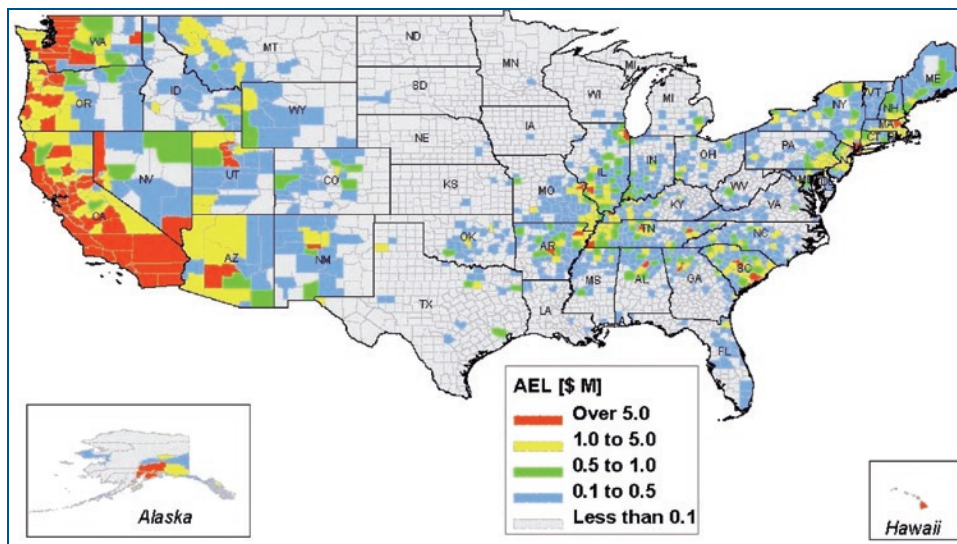 WA
MT
ND
MN
MI
ME
VT
NH
OR
ID
SD
WI
MI
NY
MA
CT
WY
IA
NE
PA
NV
UT
CO
IL
IN
OH
MD
CA
KS
MO
WV
VA
KY
NC
TN
OK
AR
SC
AZ
NM
MS
AL
GA
TX
LA
FL
AEL [$ M]
Over 5.0
1.0 to 5.0
0.5 to 1.0
0.1 to 0.5
Less than 0.1
Alaska
Hawaii